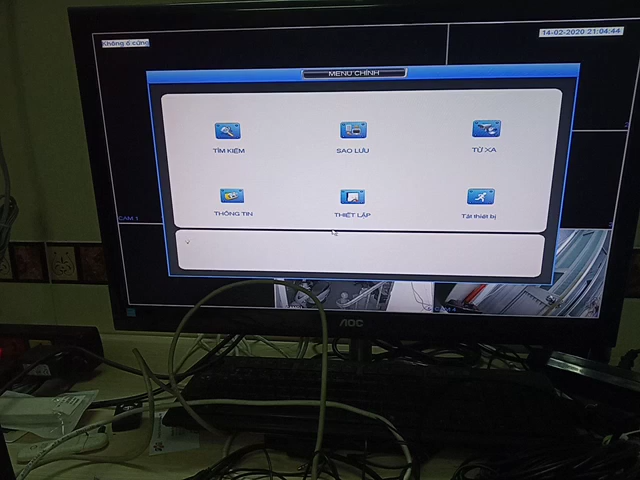 Không ổ cứng
14-02-2020 21:04:44
MENU CHÍNH
TÌM KIẾM
SAO LƯU
TỪ XA
THÔNG TIN
THIẾT LẬP
Tắt thiết bị
CAM 1
AOC